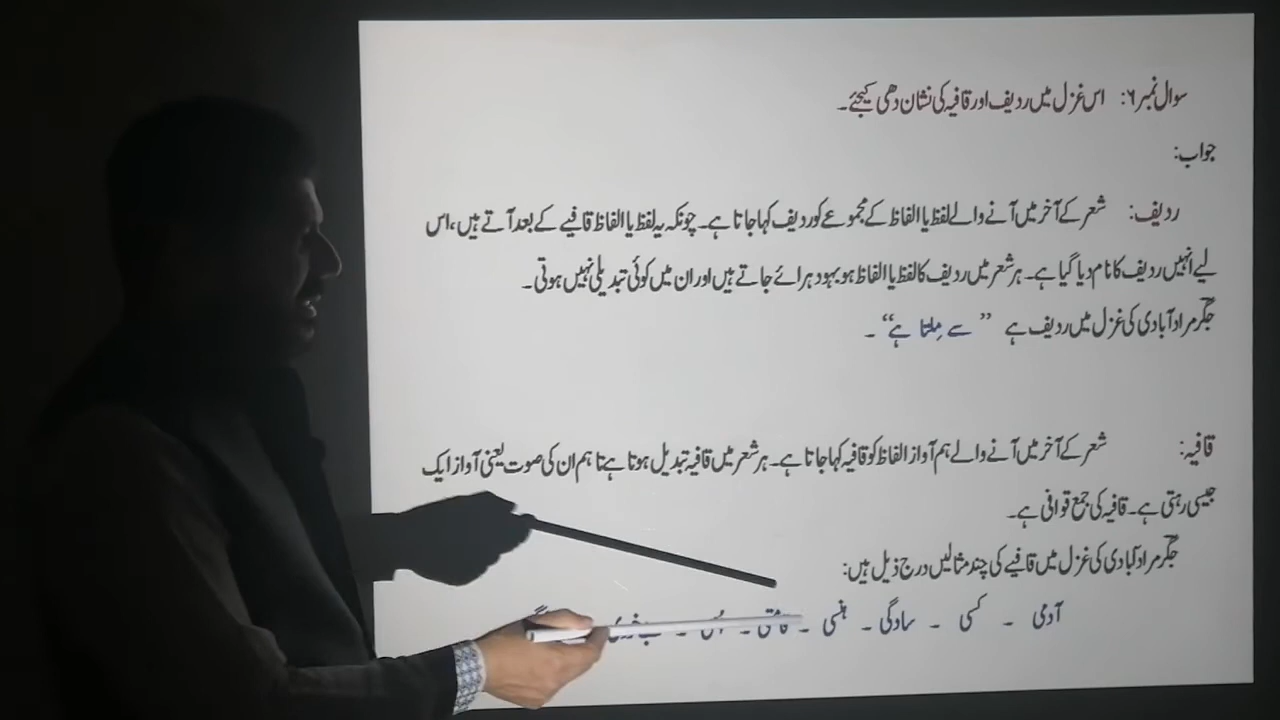 سوال نمبر ۶: اس غزل میں ردیف اور قافیہ کی نشان دھی کیجئے۔
جواب:
ردیف: شعر کے آخر میں آنے والے لفظ یا الفاظ کے مجموعے کو ردیف کہا جاتا ہے۔ چونکہ یہ لفظ یا الفاظ قافیے کے بعد آتے ہیں، اس
لیے انہیں ردیف کا نام دیا گیا ہے۔ ہر شعر میں ردیف کا لفظ یا الفاظ ہو بہو دہرائے جاتے ہیں اور ان میں کوئی تبدیلی نہیں ہوتی۔
جگر مراد آبادی کی غزل میں ردیف ہے ”سے مِلتا ہے“۔
قافیہ: شعر کے آخر میں آنے والے ہم آواز الفاظ کو قافیہ کہا جاتا ہے۔ ہر شعر میں قافیہ تبدیل ہوتا ہے تا ہم ان کی صوت یعنی آواز ایک
جیسی رہتی ہے۔ قافیہ کی جمع قوافی ہے۔
جگر مراد آبادی کی غزل میں قافیے کی چند مثالیں درج ذیل ہیں:
آدمی ۔ کسی ۔ سادگی ۔ ہنسی ۔